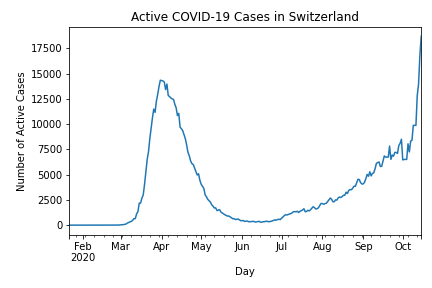 Active COVID-19 Cases in Switzerland
Number of Active Cases
17500
15000
12500
10000
7500
5000
2500
0
Feb Mar Apr May Jun Jul Aug Sep Oct
2020
Day